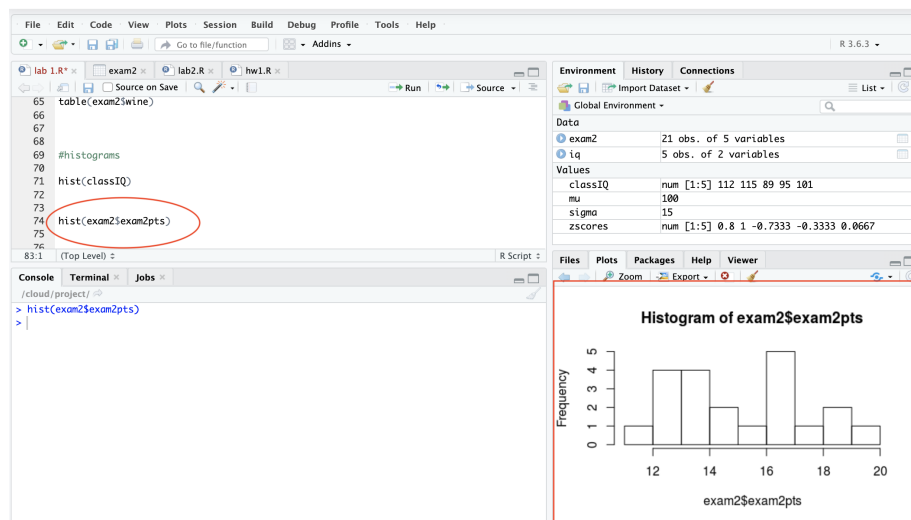 File Edit Code View Plots Session Build Debug Profile Tools Help
Go to file/function Addins R 3.6.3
lab 1.R* exam2 lab2.R hw1.R
Source on Save Run Source
65 table(exam2$wine)
66
67
68
69 #histograms
70
71 hist(classIQ)
72
73
74 hist(exam2$exam2pts)
75
76
83:1 (Top Level) R Script
Console Terminal Jobs
/cloud/project/
> hist(exam2$exam2pts)
>
Environment History Connections
Import Dataset List
Global Environment
Data
exam2 21 obs. of 5 variables
iq 5 obs. of 2 variables
Values
classIQ num [1:5] 112 115 89 95 101
mu 100
sigma 15
zscores num [1:5] 0.8 1 -0.7333 -0.3333 0.0667
Files Plots Packages Help Viewer
Zoom Export
Histogram of exam2$exam2pts
Frequency
0 1 2 3 4 5
12 14 16 18 20
exam2$exam2pts